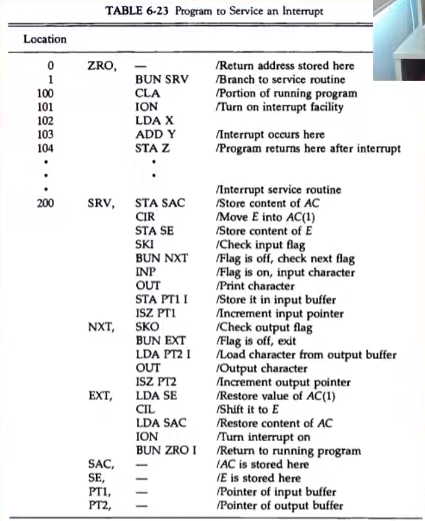 TABLE 6-23 Program to Service an Interrupt
Location
0 ZRO, — /Return address stored here
1 BUN SRV /Branch to service routine
100 CLA /Portion of running program
101 ION /Turn on interrupt facility
102 LDA X
103 ADD Y /Interrupt occurs here
104 STA Z /Program returns here after interrupt
• • •
• • •
• /Interrupt service routine
200 SRV, STA SAC /Store content of AC
CIR /Move E into AC(1)
STA SE /Store content of E
SKI /Check input flag
BUN NXT /Flag is off, check next flag
INP /Flag is on, input character
OUT /Print character
STA PT1 I /Store it in input buffer
ISZ PT1 /Increment input pointer
NXT, SKO /Check output flag
BUN EXT /Flag is off, exit
LDA PT2 I /Load character from output buffer
OUT /Output character
ISZ PT2 /Increment output pointer
EXT, LDA SE /Restore value of AC(1)
CIL /Shift it to E
LDA SAC /Restore content of AC
ION /Turn interrupt on
BUN ZRO I /Return to running program
SAC, — /AC is stored here
SE, — /E is stored here
PT1, — /Pointer of input buffer
PT2, — /Pointer of output buffer